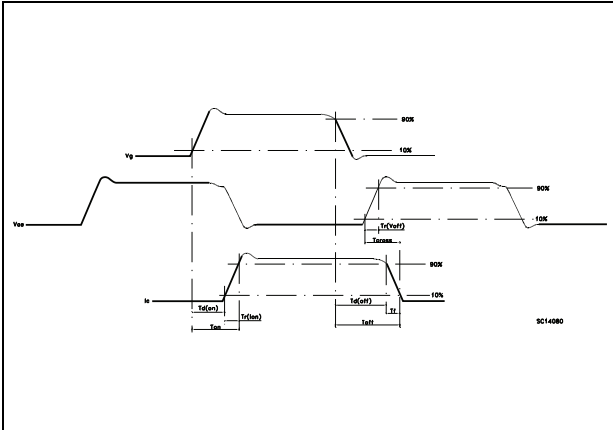 90%
10%
Vg
90%
Vce
10%
Tr(Voff)
Tcross
90%
Ic
10%
Td(on)
Td(off)
Tf
Tr(Ion)
Ton
Toff
SC14060